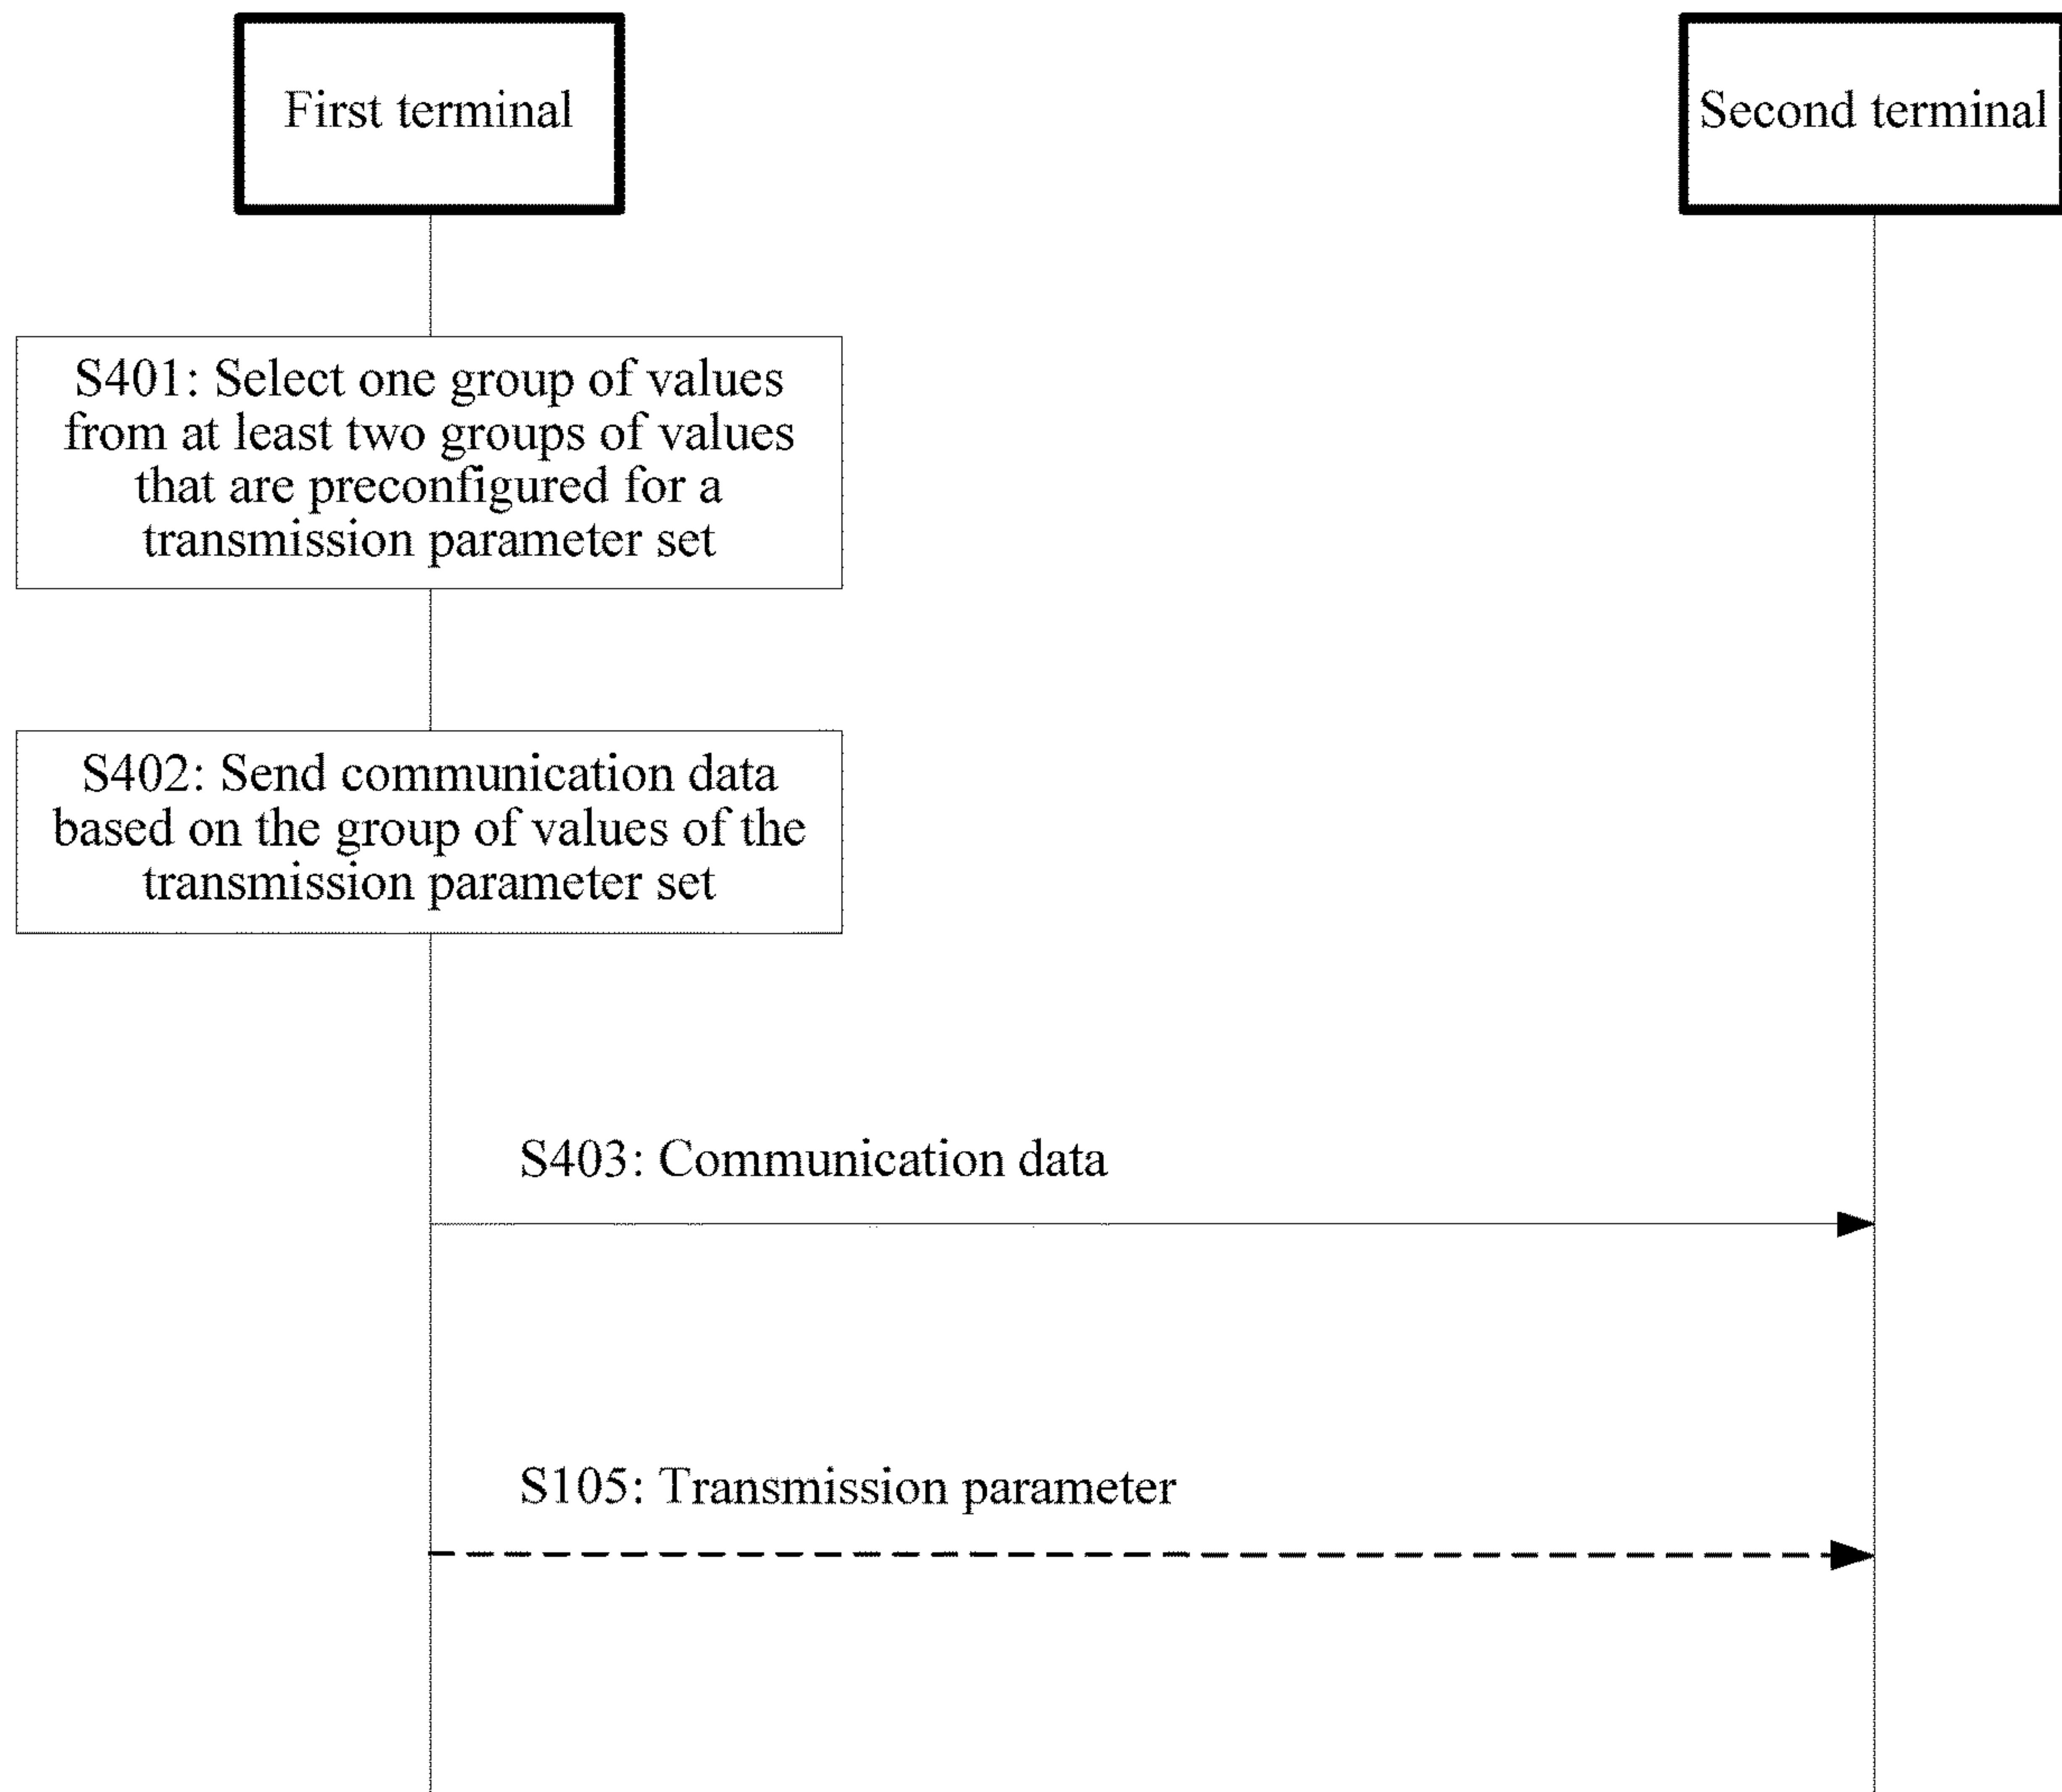 First terminal
Second terminal
S401: Select one group of values
from at least two groups of values
that are preconfigured for a
transmission parameter set
S402: Send communication data
based on the group of values of the
transmission parameter set
S403: Communication data
S105: Transmission parameter